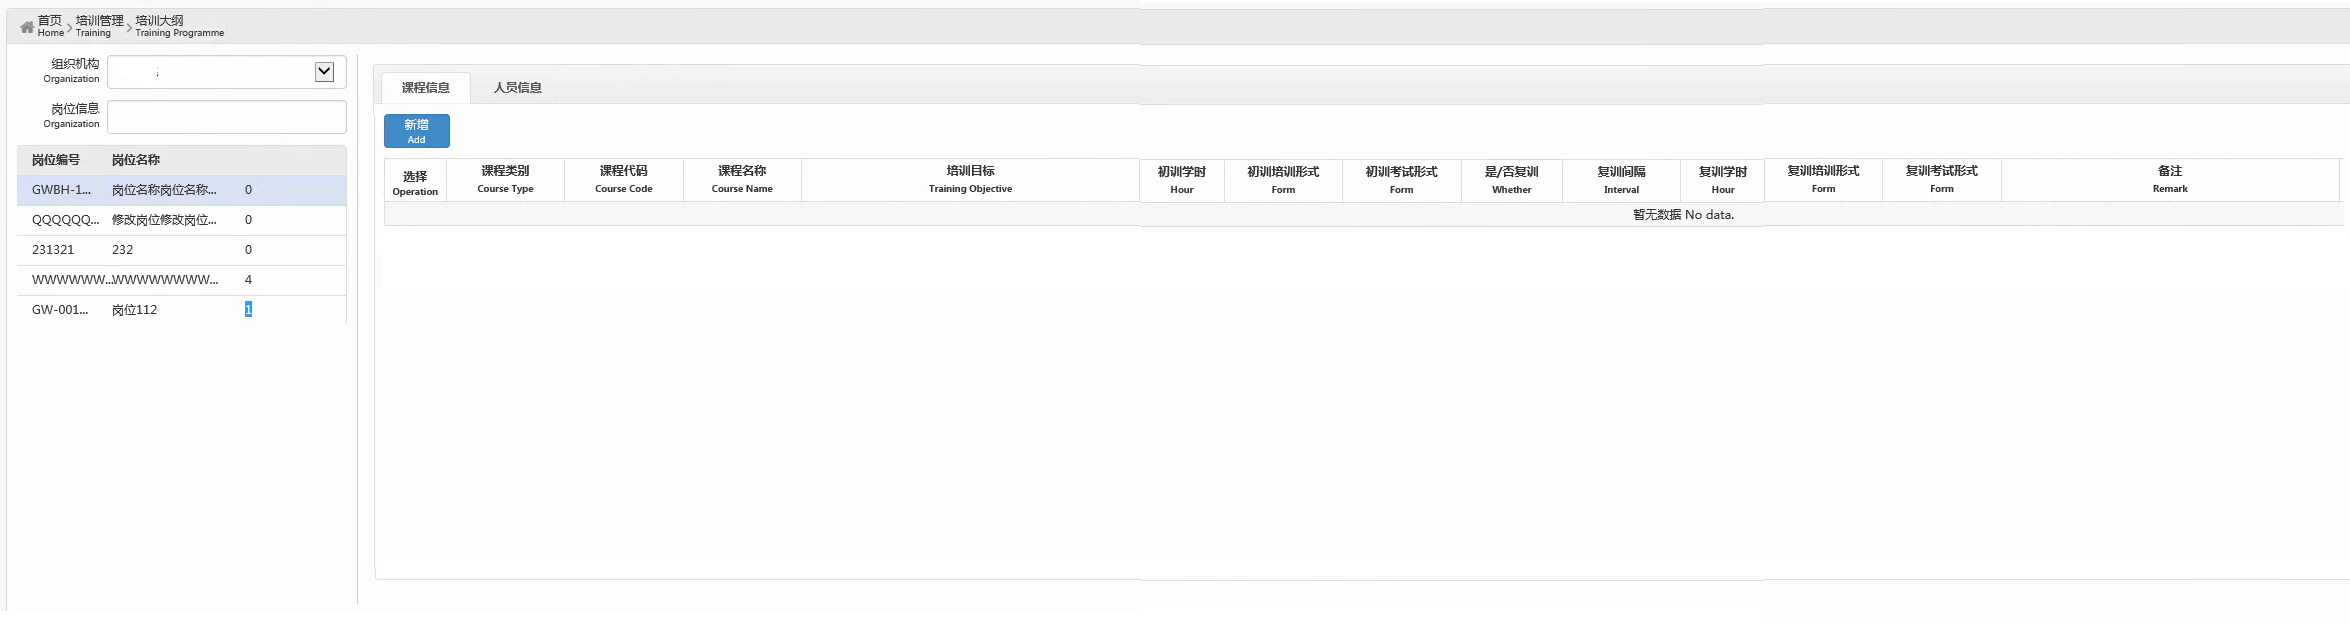 首页 培训管理 培训大纲
Home Training Training Programme
组织机构
Organization
;
岗位信息
Organization
岗位编号 岗位名称
GWBH-1... 岗位名称岗位名称... 0
QQQQQQ... 修改岗位修改岗位... 0
231321 232 0
WWWWWW... WWWWWWWW... 4
GW-001... 岗位112 1
课程信息 人员信息
新增
Add
选择 课程类别 课程代码 课程名称 培训目标 初训学时 初训培训形式 初训考试形式 是/否复训 复训间隔 复训学时 复训培训形式 复训考试形式 备注
Operation Course Type Course Code Course Name Training Objective Hour Form Form Whether Interval Hour Form Form Remark
暂无数据 No data.